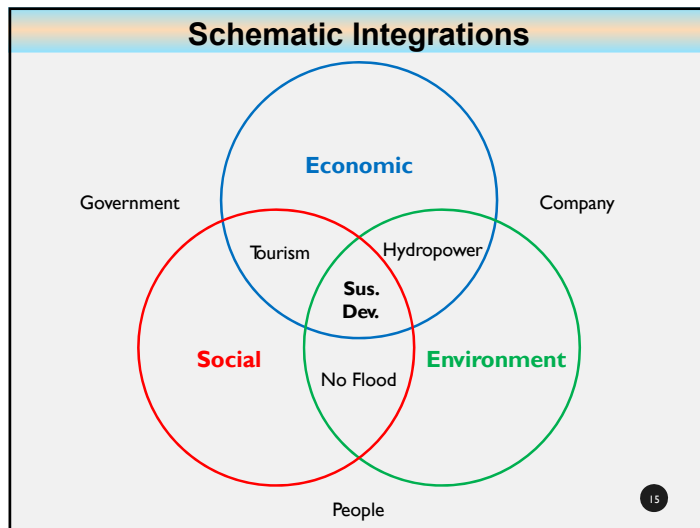 Schematic Integrations
Economic
Government
Company
Tourism
Hydropower
Sus.
Dev.
Social
Environment
No Flood
People
15